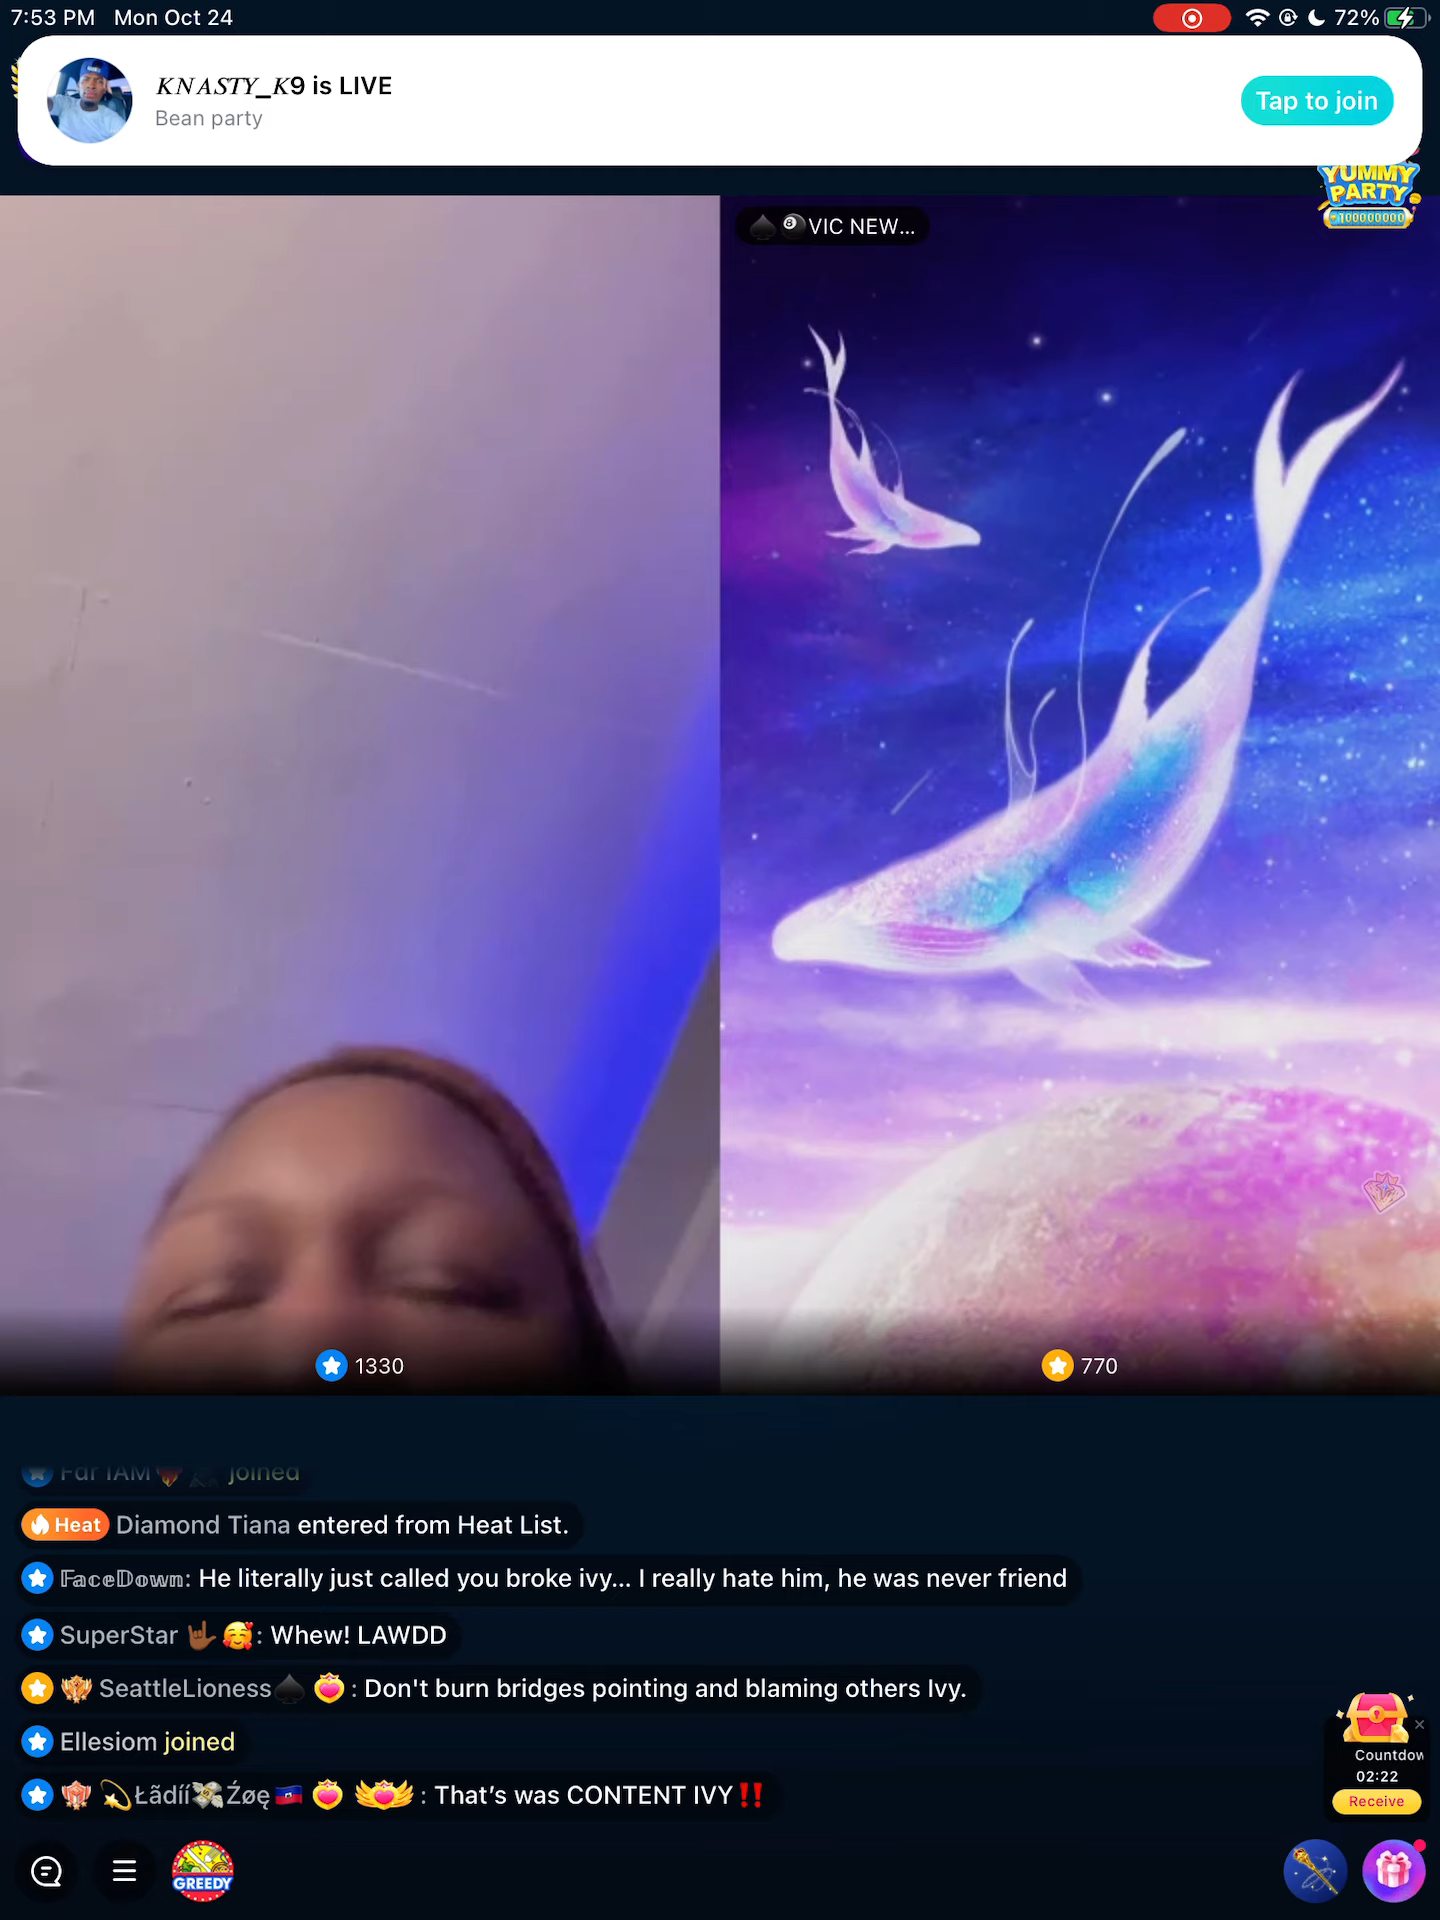 7:53 PM Mon Oct 24 72%
KNASTY_K9 is LIVE
Bean party
Tap to join
YUMMY
PARTY
100000000
♠️🎱VIC NEW...
1330
770
joined
Heat Diamond Tiana entered from Heat List.
𝔽𝕒𝕔𝕖𝔻𝕠𝕨𝕟: He literally just called you broke ivy... I really hate him, he was never friend
SuperStar 🤟🏾🥰: Whew! LAWDD
SeattleLioness♠️ : Don't burn bridges pointing and blaming others Ivy.
Ellesiom joined
💫Łãdíí💸Źøę🇭🇹 : That's was CONTENT IVY‼️
Countdow
02:22
Receive
GREEDY